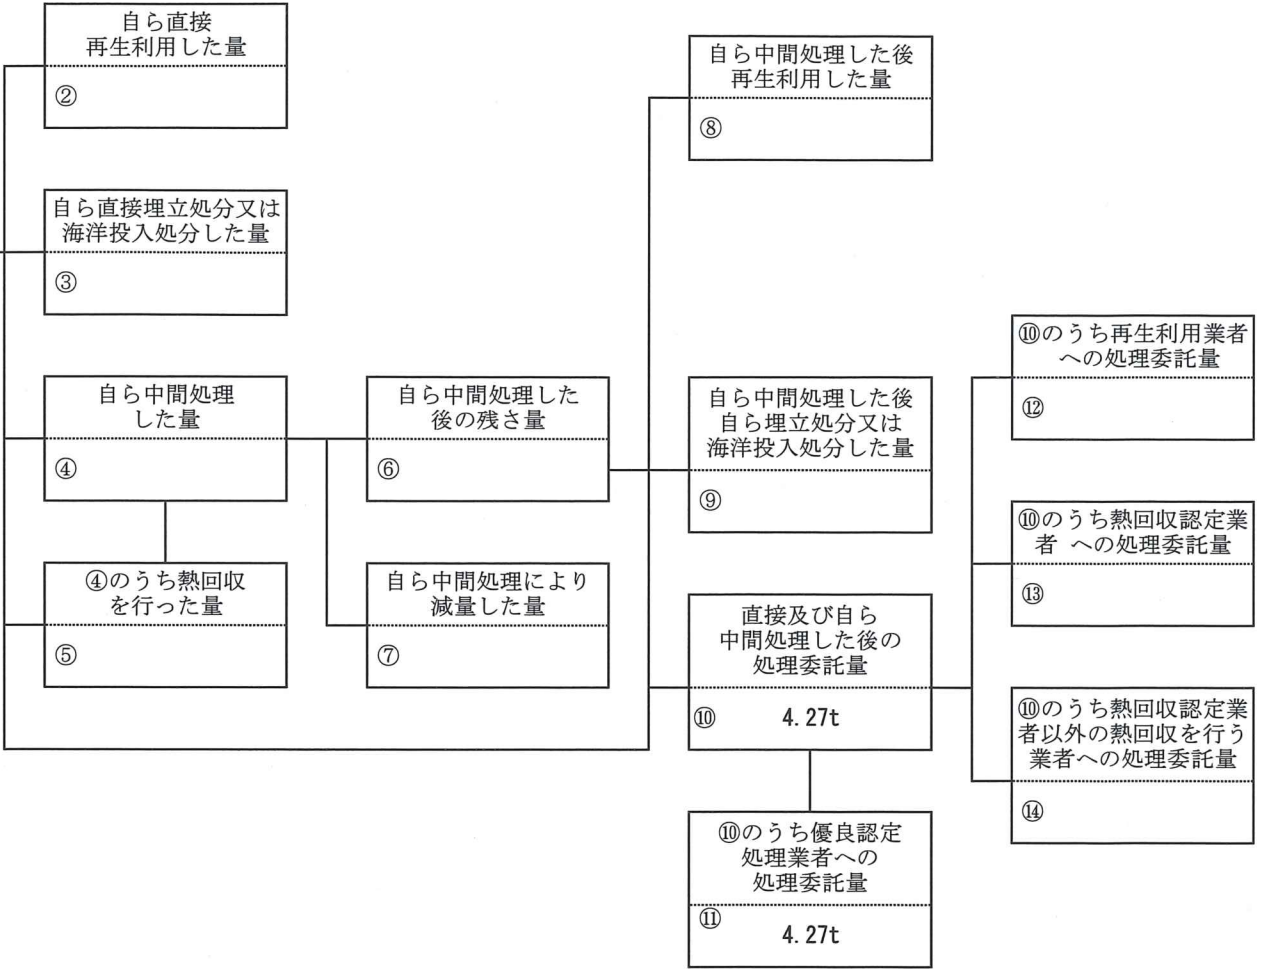 自ら直接
再生利用した量
②
自ら直接埋立処分又は
海洋投入処分した量
③
自ら中間処理
した量
④
④のうち熱回収
を行った量
⑤
自ら中間処理した
後の残さ量
⑥
自ら中間処理により
減量した量
⑦
自ら中間処理した後
再生利用した量
⑧
自ら中間処理した後
自ら埋立処分又は
海洋投入処分した量
⑨
直接及び自ら
中間処理した後の
処理委託量
⑩ 4.27t
⑩のうち優良認定
処理業者への
処理委託量
⑪ 4.27t
⑩のうち再生利用業者
への処理委託量
⑫
⑩のうち熱回収認定業
者 への処理委託量
⑬
⑩のうち熱回収認定業
者以外の熱回収を行う
業者への処理委託量
⑭